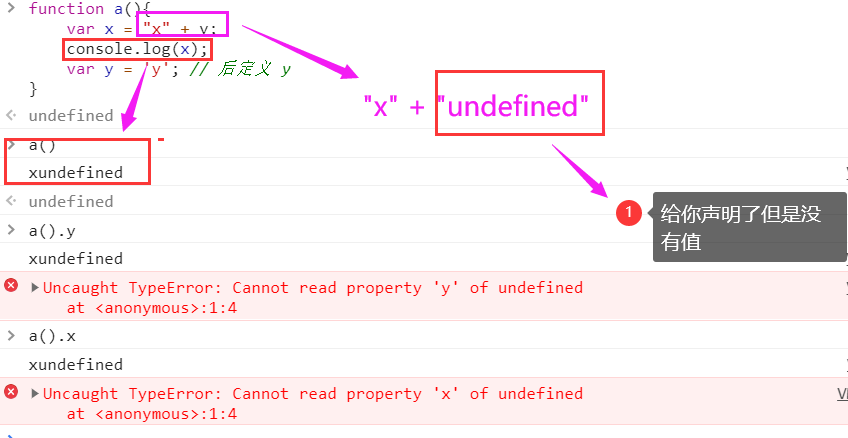 function a(){
var x = "x" + y;
console.log(x);
var y = 'y'; // 后定义 y
}
"x" + "undefined"
undefined
a()
xundefined
undefined
1 给你声明了但是没
有值
a().y
xundefined
Uncaught TypeError: Cannot read property 'y' of undefined
at <anonymous>:1:4
a().x
xundefined
Uncaught TypeError: Cannot read property 'x' of undefined
at <anonymous>:1:4